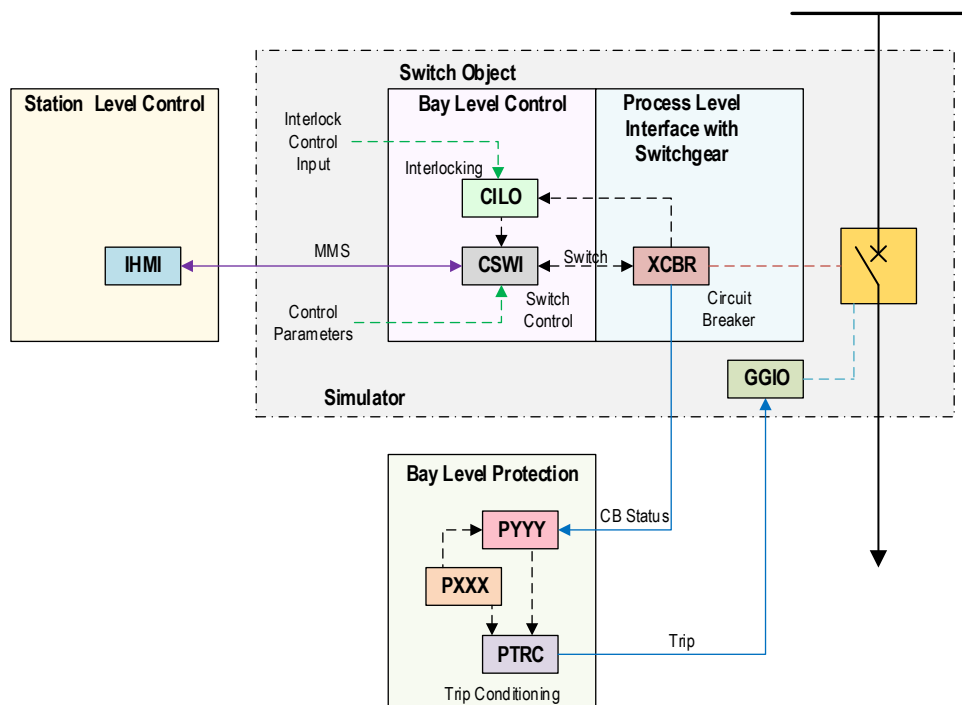 Switch Object
Station Level Control
Bay Level Control
Process Level
Interface with
Switchgear
Interlock
Control
Input
Interlocking
CILO
IHMI
MMS
CSWI
Switch
XCBR
Control
Parameters
Switch
Control
Circuit
Breaker
GGIO
Simulator
Bay Level Protection
CB Status
PYYY
PXXX
PTRC
Trip
Trip Conditioning